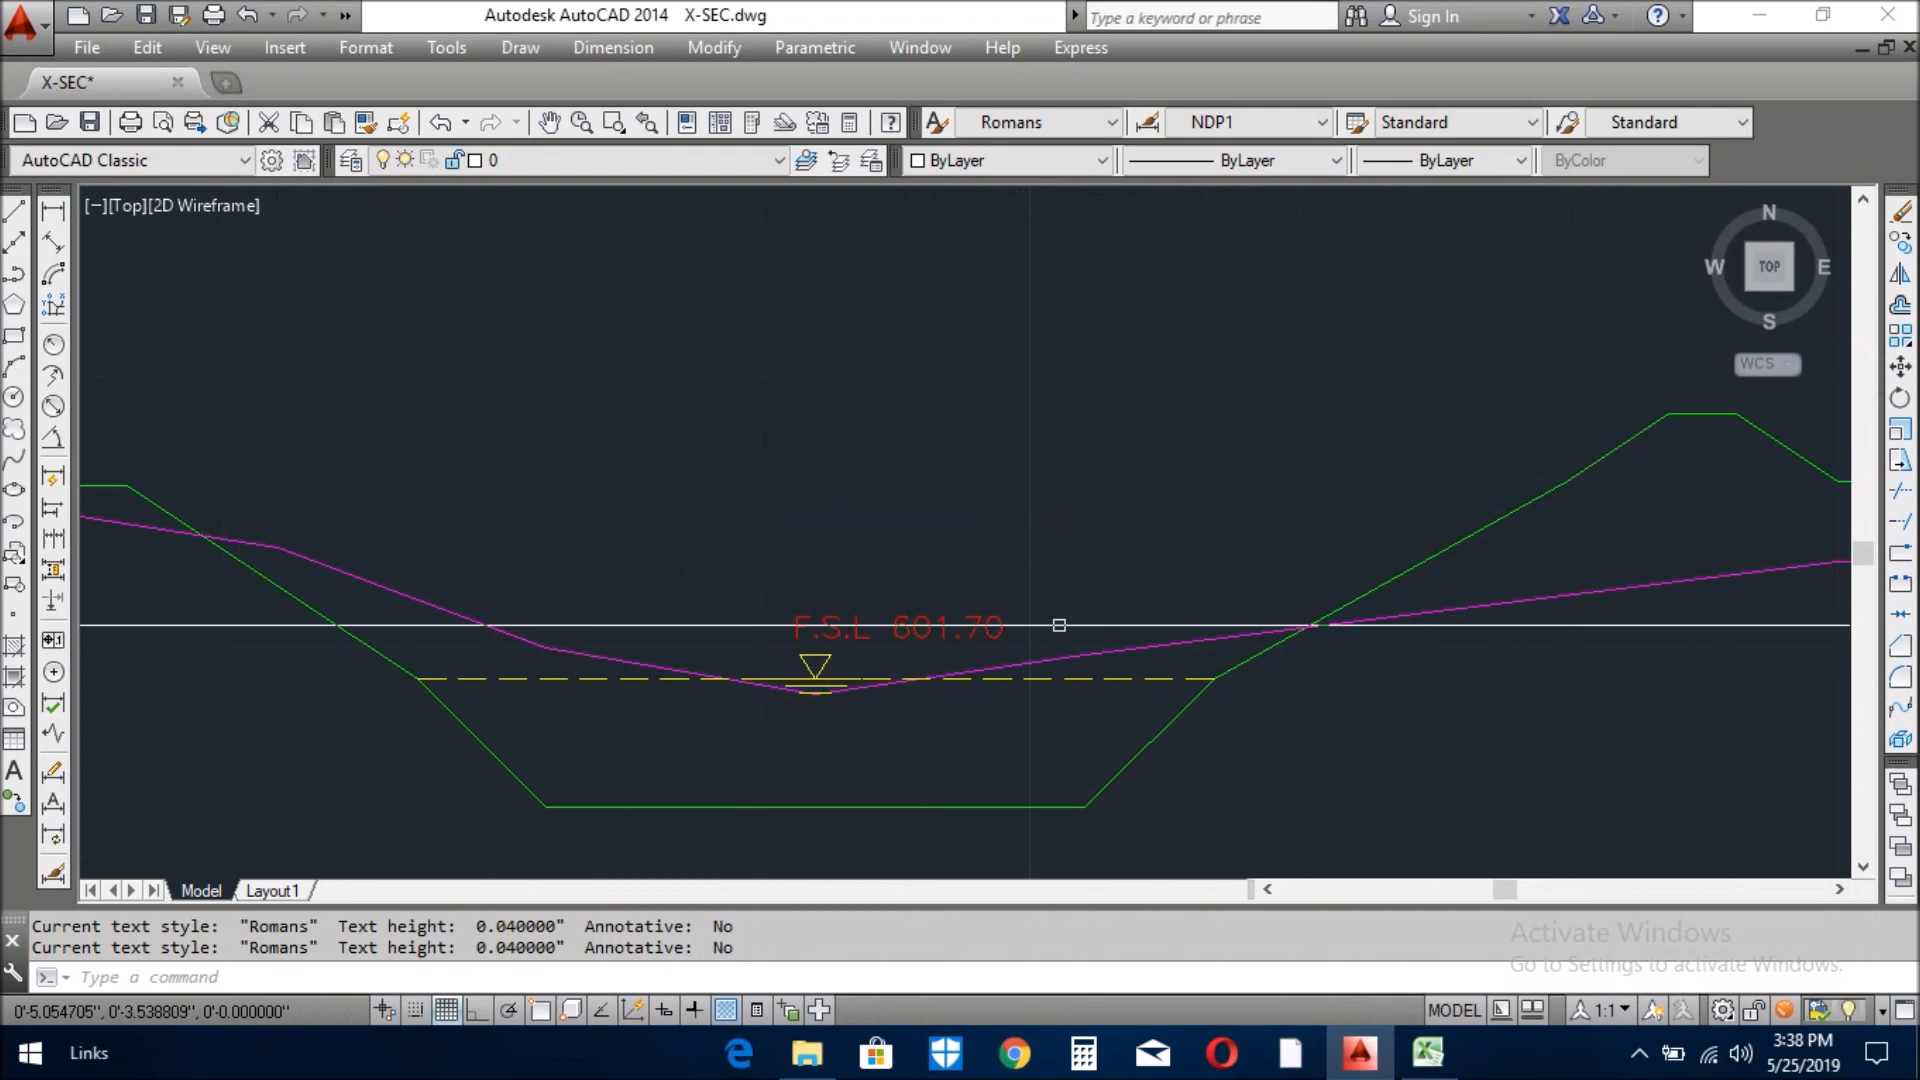 Autodesk AutoCAD 2014 X-SEC.dwg
Type a keyword or phrase
Sign In
File Edit View Insert Format Tools Draw Dimension Modify Parametric Window Help Express
X-SEC*
Romans NDP1 Standard Standard
AutoCAD Classic 0 ByLayer ByLayer ByLayer ByColor
[−][Top][2D Wireframe]
N
W TOP E
S
WCS
F.S.L 601.70
Model Layout1
Current text style: "Romans" Text height: 0.040000" Annotative: No
Current text style: "Romans" Text height: 0.040000" Annotative: No
Type a command
Activate Windows
Go to Settings to activate Windows.
0'-5.054705", 0'-3.538809", 0'-0.000000"
MODEL 1:1
Links
3:38 PM
5/25/2019